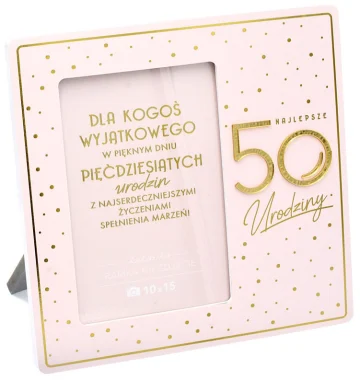 DLA KOGOŚ
WYJĄTKOWEGO
W PIĘKNYM DNIU
PIĘĆDZIESIĄTYCH
urodzin
Z NAJSERDECZNIEJSZYMI
ŻYCZENIAMI
SPEŁNIENIA MARZEŃ!
10x15
NAJLEPSZE
50
Urodziny